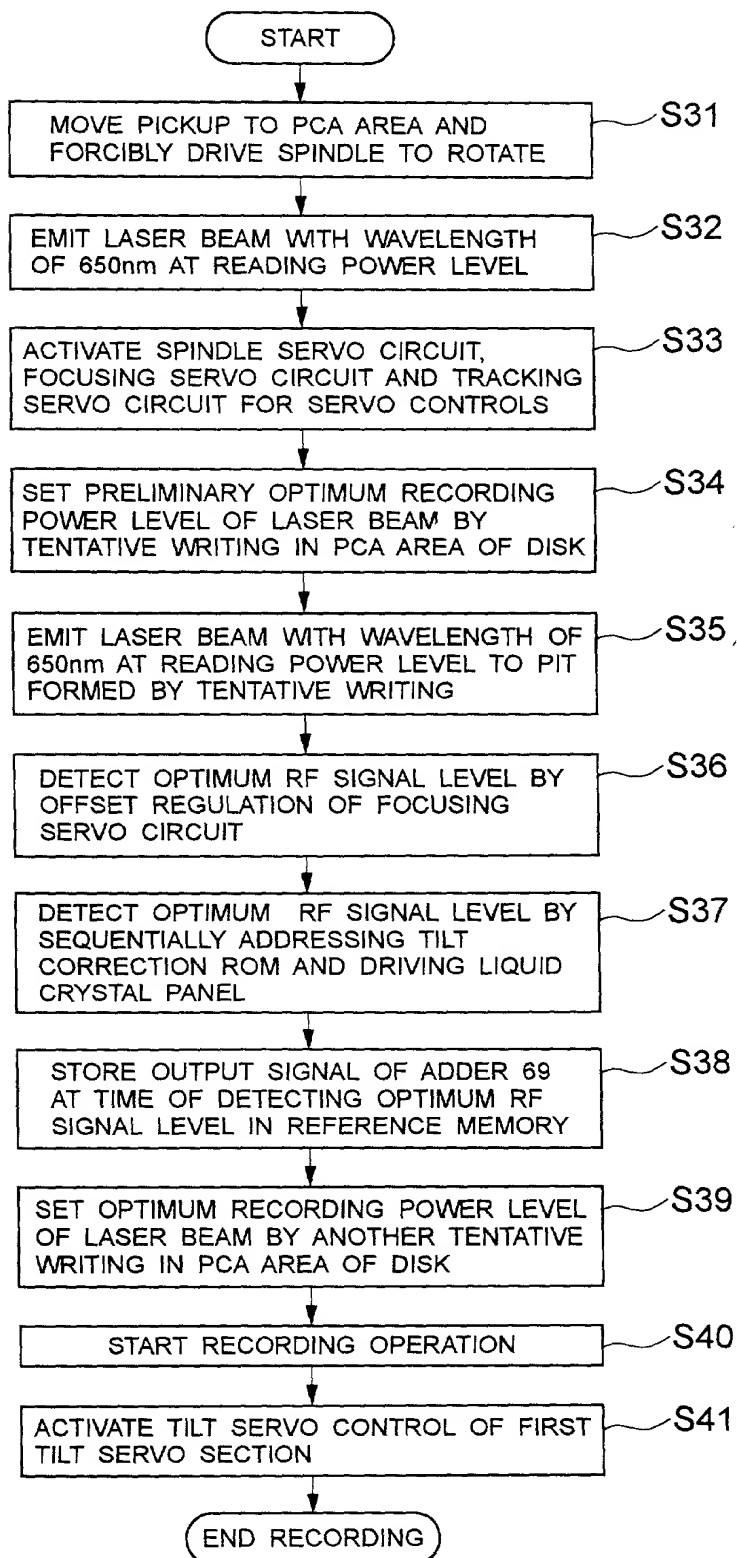 START
MOVE PICKUP TO PCA AREA AND
FORCIBLY DRIVE SPINDLE TO ROTATE
S31
EMIT LASER BEAM WITH WAVELENGTH
OF 650nm AT READING POWER LEVEL
S32
ACTIVATE SPINDLE SERVO CIRCUIT,
FOCUSING SERVO CIRCUIT AND TRACKING
SERVO CIRCUIT FOR SERVO CONTROLS
S33
SET PRELIMINARY OPTIMUM RECORDING
POWER LEVEL OF LASER BEAM BY
TENTATIVE WRITING IN PCA AREA OF DISK
S34
EMIT LASER BEAM WITH WAVELENGTH OF
650nm AT READING POWER LEVEL TO PIT
FORMED BY TENTATIVE WRITING
S35
DETECT OPTIMUM RF SIGNAL LEVEL BY
OFFSET REGULATION OF FOCUSING
SERVO CIRCUIT
S36
DETECT OPTIMUM RF SIGNAL LEVEL BY
SEQUENTIALLY ADDRESSING TILT
CORRECTION ROM AND DRIVING LIQUID
CRYSTAL PANEL
S37
STORE OUTPUT SIGNAL OF ADDER 69
AT TIME OF DETECTING OPTIMUM RF
SIGNAL LEVEL IN REFERENCE MEMORY
S38
SET OPTIMUM RECORDING POWER LEVEL
OF LASER BEAM BY ANOTHER TENTATIVE
WRITING IN PCA AREA OF DISK
S39
START RECORDING OPERATION
S40
ACTIVATE TILT SERVO CONTROL OF FIRST
TILT SERVO SECTION
S41
END RECORDING